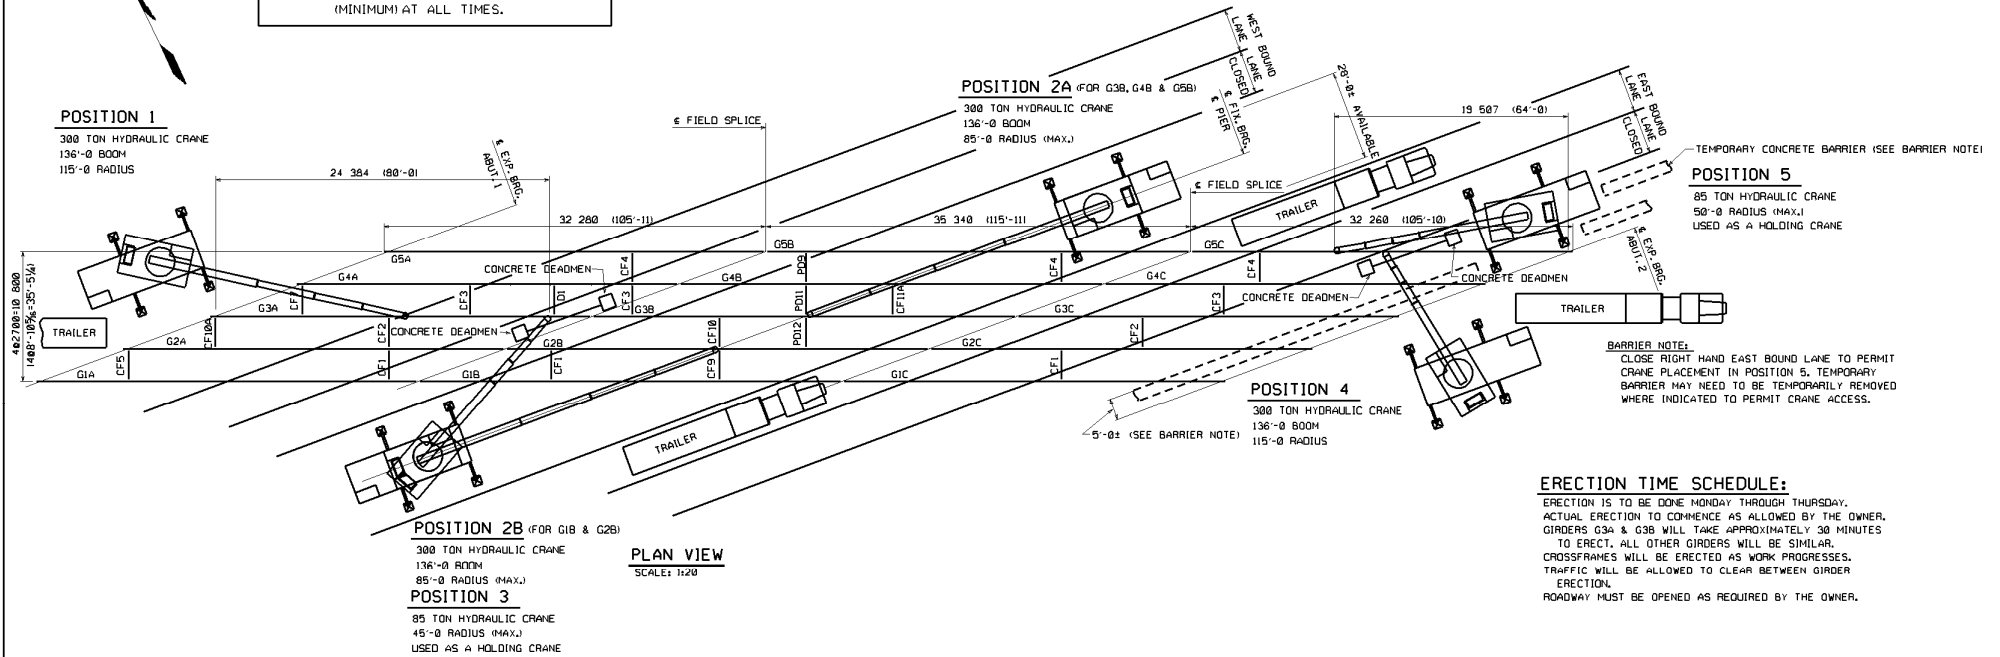 (MINIMUM) AT ALL TIMES.
POSITION 1
300 TON HYDRAULIC CRANE
136'-0 BOOM
115'-0 RADIUS
24 384 (80'-0)
℄ EXP. BRG.
ABUT. 1
℄ FIELD SPLICE
POSITION 2A (FOR G3B, G4B & G5B)
300 TON HYDRAULIC CRANE
136'-0 BOOM
85'-0 RADIUS (MAX.)
WEST BOUND
LANE
LANE
CLOSED
℄ FIX. BRG.
℄ PIER
28'-0± AVAILABLE
19 507 (64'-0)
EAST BOUND
LANE
LANE
CLOSED
TEMPORARY CONCRETE BARRIER (SEE BARRIER NOTE)
POSITION 5
85 TON HYDRAULIC CRANE
50'-0 RADIUS (MAX.)
USED AS A HOLDING CRANE
℄ FIELD SPLICE
32 280 (105'-11)
35 340 (115'-11)
32 260 (105'-10)
TRAILER
G5A
G5B
G5C
G4A
G4B
G4C
G3A
G3B
G3C
G2A
G2B
G2C
G1A
G1B
G1C
CONCRETE DEADMEN
CONCRETE DEADMEN
CONCRETE DEADMEN
CONCRETE DEADMEN
CF4
PD9
CF4
CF4
CF3
D1
CF3
PD11
CF11A
CF3
CF10A
CF2
CF10
PD12
CF2
CF5
CF1
CF1
CF9
CF1
4@2700=10 800
TRAILER
℄ EXP. BRG.
ABUT. 2
TRAILER
TRAILER
BARRIER NOTE:
CLOSE RIGHT HAND EAST BOUND LANE TO PERMIT
CRANE PLACEMENT IN POSITION 5. TEMPORARY
BARRIER MAY NEED TO BE TEMPORARILY REMOVED
WHERE INDICATED TO PERMIT CRANE ACCESS.
POSITION 4
300 TON HYDRAULIC CRANE
136'-0 BOOM
115'-0 RADIUS
5'-0± (SEE BARRIER NOTE)
POSITION 2B (FOR G1B & G2B)
300 TON HYDRAULIC CRANE
136'-0 BOOM
85'-0 RADIUS (MAX.)
POSITION 3
85 TON HYDRAULIC CRANE
45'-0 RADIUS (MAX.)
USED AS A HOLDING CRANE
PLAN VIEW
SCALE: 1:20
ERECTION TIME SCHEDULE:
ERECTION IS TO BE DONE MONDAY THROUGH THURSDAY.
ACTUAL ERECTION TO COMMENCE AS ALLOWED BY THE OWNER.
GIRDERS G3A & G3B WILL TAKE APPROXIMATELY 30 MINUTES
TO ERECT. ALL OTHER GIRDERS WILL BE SIMILAR.
CROSSFRAMES WILL BE ERECTED AS WORK PROGRESSES.
TRAFFIC WILL BE ALLOWED TO CLEAR BETWEEN GIRDER
ERECTION.
ROADWAY MUST BE OPENED AS REQUIRED BY THE OWNER.